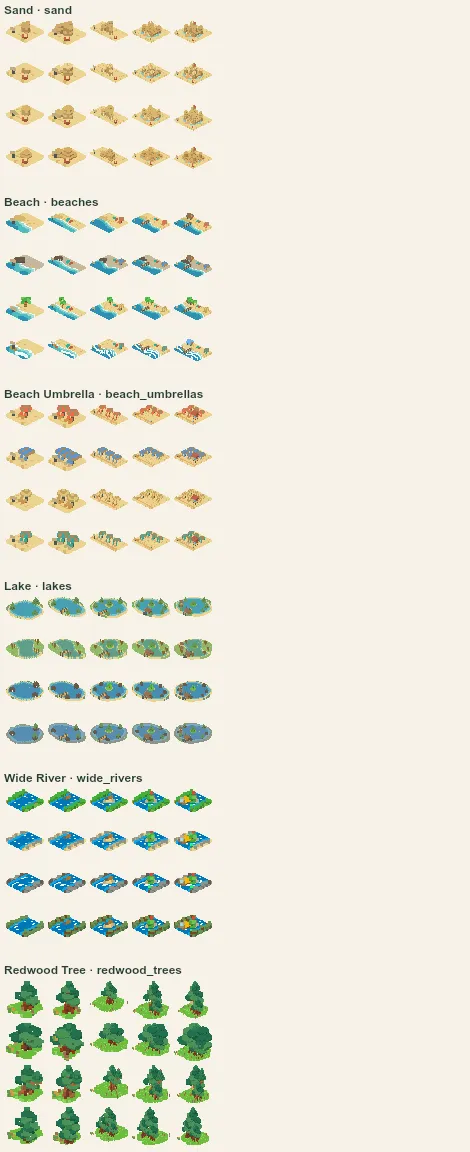 Sand · sand
Beach · beaches
Beach Umbrella · beach_umbrellas
Lake · lakes
Wide River · wide_rivers
Redwood Tree · redwood_trees